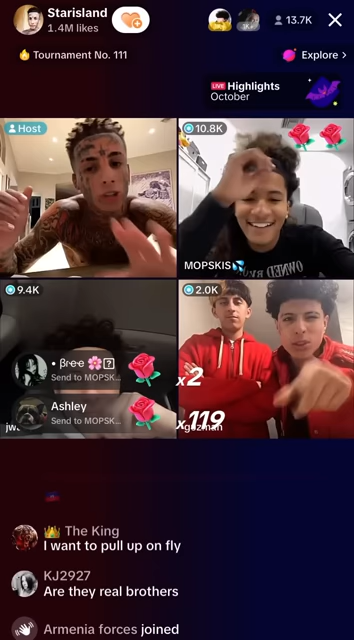 Starisland
1.4M likes
13.7K
Tournament No. 111
Explore >
LIVE Highlights
October
Host
10.8K
MOPSKIS💦
9.4K
2.0K
• βɾҽҽ 🌸
Send to MOPSK...
x2
Ashley
Send to MOPSK...
x119
guzman
👑 The King
I want to pull up on fly
KJ2927
Are they real brothers
Armenia forces joined